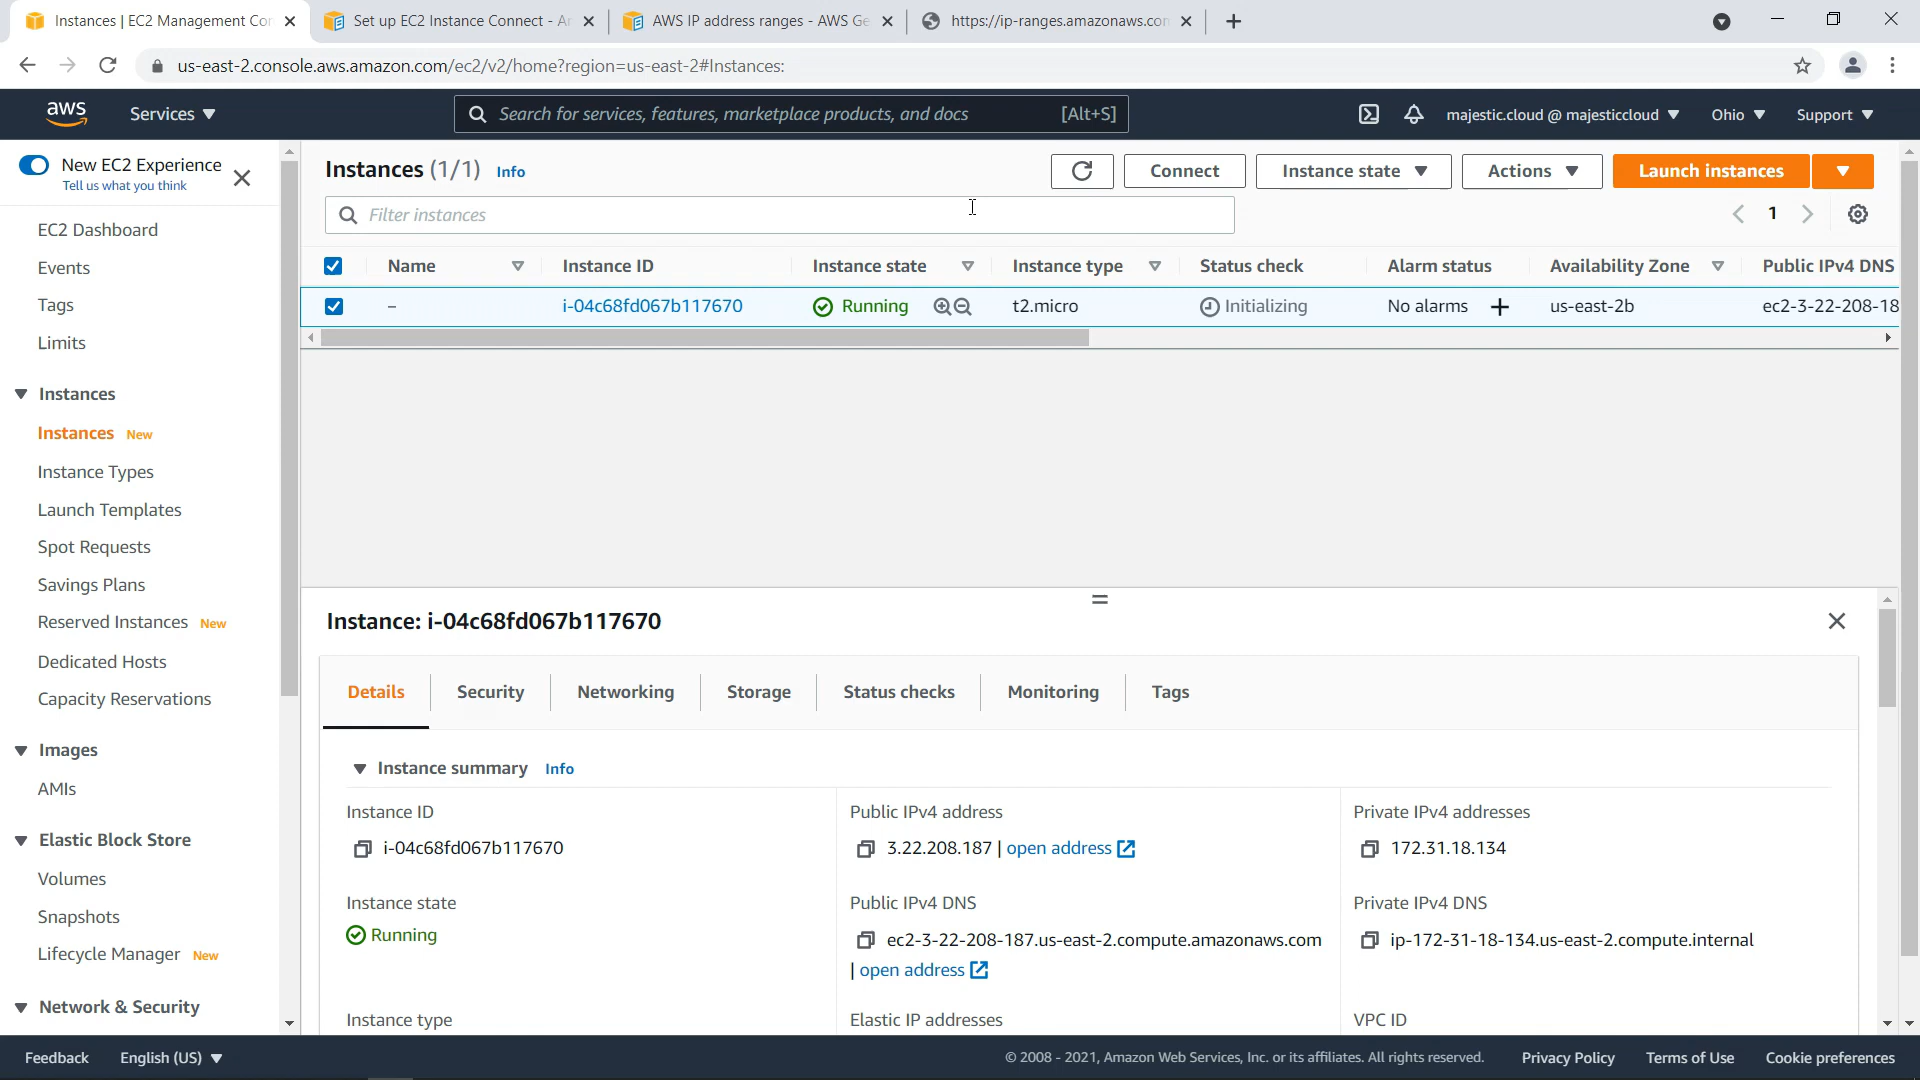 Instances | EC2 Management Con
Set up EC2 Instance Connect - Am
AWS IP address ranges - AWS Ge
https://ip-ranges.amazonaws.com
us-east-2.console.aws.amazon.com/ec2/v2/home?region=us-east-2#Instances:
aws
Services
Search for services, features, marketplace products, and docs
[Alt+S]
majestic.cloud @ majesticcloud
Ohio
Support
New EC2 Experience
Tell us what you think
EC2 Dashboard
Events
Tags
Limits
Instances
Instances New
Instance Types
Launch Templates
Spot Requests
Savings Plans
Reserved Instances New
Dedicated Hosts
Capacity Reservations
Images
AMIs
Elastic Block Store
Volumes
Snapshots
Lifecycle Manager New
Network & Security
Instances (1/1) Info
Connect
Instance state
Actions
Launch instances
Filter instances
1
Name
Instance ID
Instance state
Instance type
Status check
Alarm status
Availability Zone
Public IPv4 DNS
–
i-04c68fd067b117670
Running
t2.micro
Initializing
No alarms
us-east-2b
ec2-3-22-208-18
Instance: i-04c68fd067b117670
Details
Security
Networking
Storage
Status checks
Monitoring
Tags
Instance summary Info
Instance ID
i-04c68fd067b117670
Public IPv4 address
3.22.208.187 | open address
Private IPv4 addresses
172.31.18.134
Instance state
Running
Public IPv4 DNS
ec2-3-22-208-187.us-east-2.compute.amazonaws.com
| open address
Private IPv4 DNS
ip-172-31-18-134.us-east-2.compute.internal
Instance type
Elastic IP addresses
VPC ID
Feedback
English (US)
© 2008 - 2021, Amazon Web Services, Inc. or its affiliates. All rights reserved.
Privacy Policy
Terms of Use
Cookie preferences